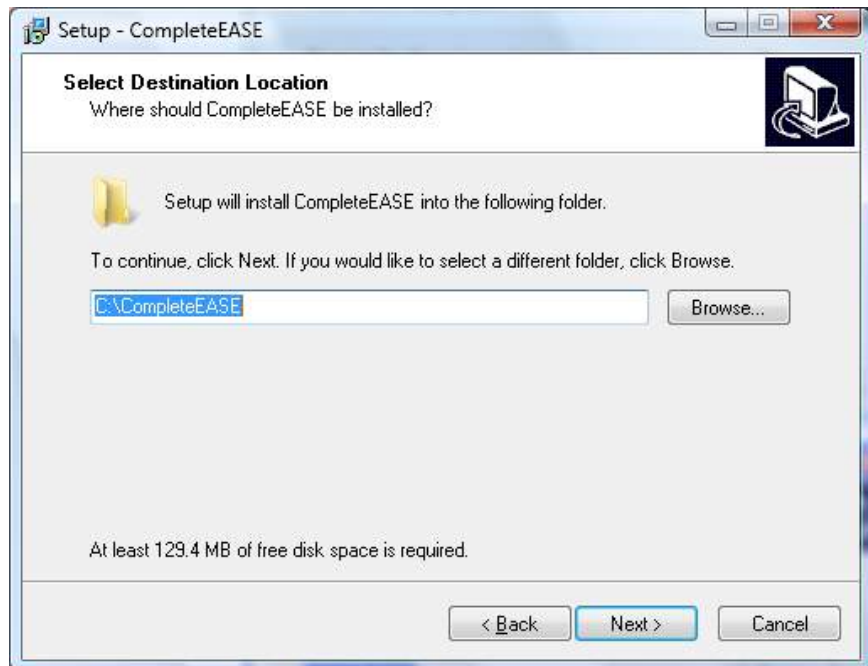 Setup - CompleteEASE
Select Destination Location
Where should CompleteEASE be installed?
Setup will install CompleteEASE into the following folder.
To continue, click Next. If you would like to select a different folder, click Browse.
C:\CompleteEASE
Browse...
At least 129.4 MB of free disk space is required.
< Back
Next >
Cancel